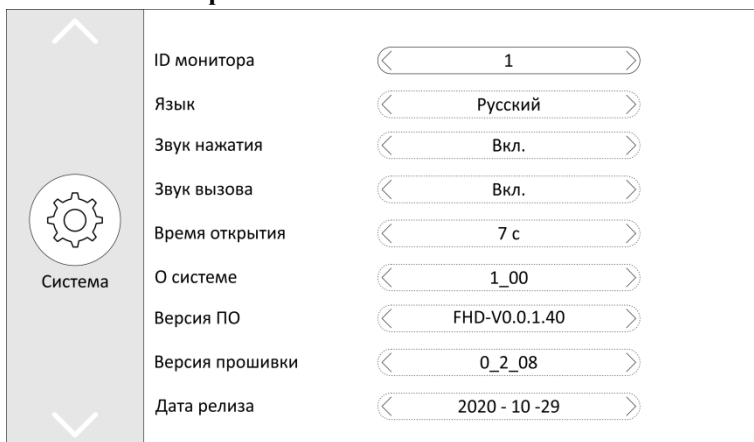 ID монитора 1
Язык Русский
Звук нажатия Вкл.
Звук вызова Вкл.
Время открытия 7 с
Система
О системе 1_00
Версия ПО FHD-V0.0.1.40
Версия прошивки 0_2_08
Дата релиза 2020 - 10 -29